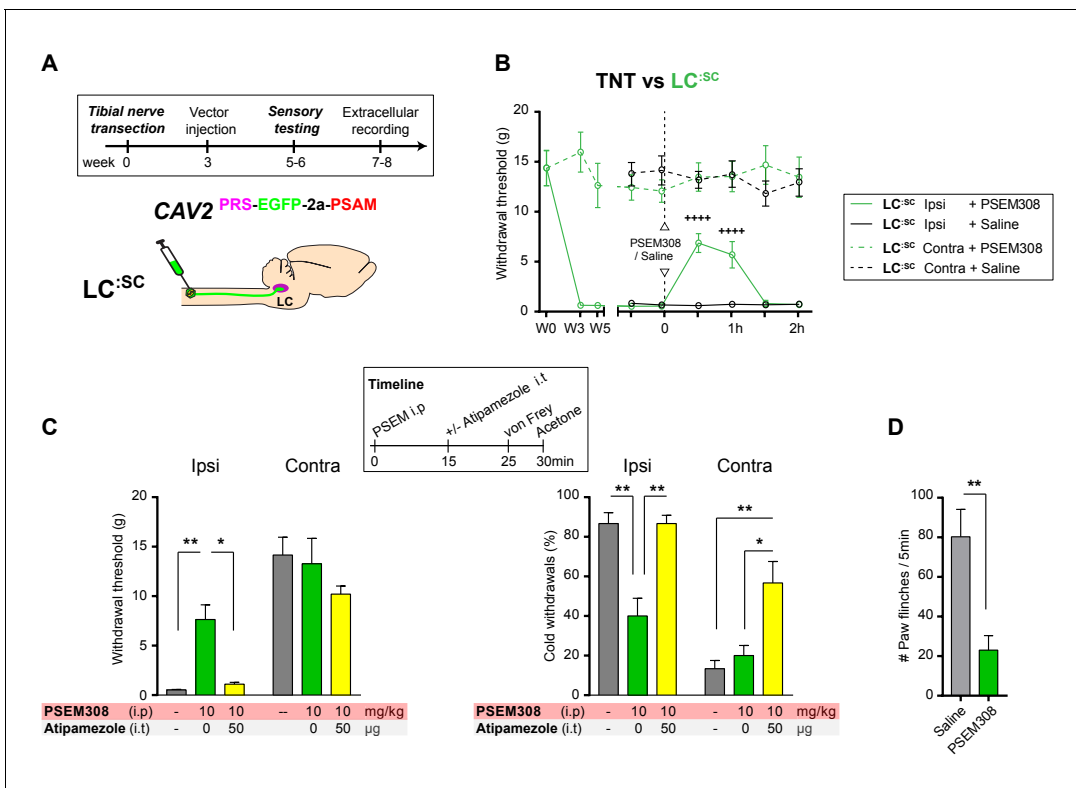 A
Tibal nerve Vector Sensory Extracellular
transection injection testing recording
week 0 3 5-6 7-8
CAV2 PRS-EGFP-2a-PSAM
LC:SC
LC
B
TNT vs LC:SC
Withdrawal threshold (g)
20
15
10
5
0
++++ ++++
PSEM308
/ Saline
W0 W3 W5 0 1h 2h
LC:SC Ipsi + PSEM308
LC:SC Ipsi + Saline
LC:SC Contra + PSEM308
LC:SC Contra + Saline
Timeline
PSEM i.p +/- Atipamezole i.t von Frey Acetone
0 15 25 30min
C
Ipsi Contra
Withdrawal threshold (g)
20
15
10
5
0
** *
PSEM308 (i.p) - 10 10 -- 10 10 mg/kg
Atipamezole (i.t) - 0 50 - 0 50 µg
Ipsi Contra
Cold withdrawals (%)
100
80
60
40
20
0
** ** **
*
PSEM308 (i.p) - 10 10 - 10 10 mg/kg
Atipamezole (i.t) - 0 50 - 0 50 µg
D
# Paw flinches / 5min
100
80
60
40
20
0
**
Saline PSEM308